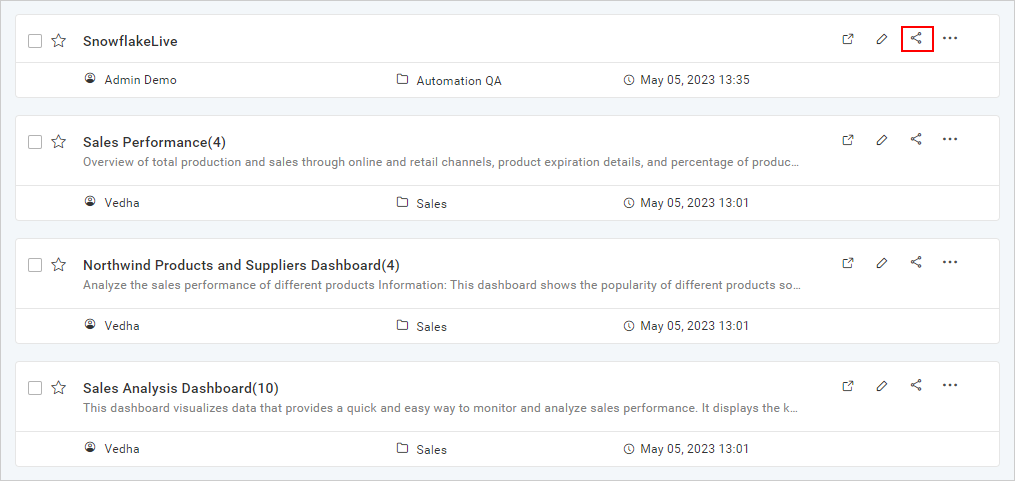 SnowflakeLive
Admin Demo Automation QA May 05, 2023 13:35
Sales Performance(4)
Overview of total production and sales through online and retail channels, product expiration details, and percentage of produc...
Vedha Sales May 05, 2023 13:01
Northwind Products and Suppliers Dashboard(4)
Analyze the sales performance of different products Information: This dashboard shows the popularity of different products so...
Vedha Sales May 05, 2023 13:01
Sales Analysis Dashboard(10)
This dashboard visualizes data that provides a quick and easy way to monitor and analyze sales performance. It displays the k...
Vedha Sales May 05, 2023 13:01